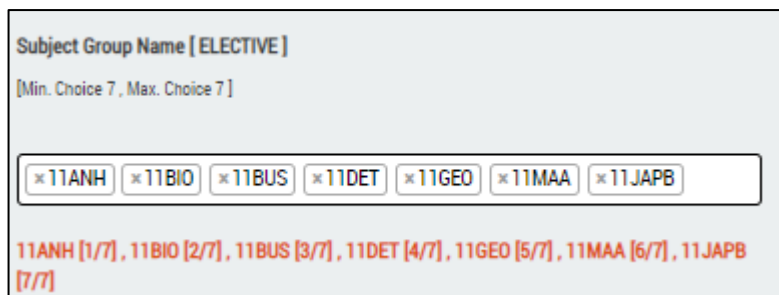 Subject Group Name [ ELECTIVE ]
[Min. Choice 7 , Max. Choice 7 ]
×11ANH ×11BIO ×11BUS ×11DET ×11GEO ×11MAA ×11JAPB
11ANH [1/7] , 11BIO [2/7] , 11BUS [3/7] , 11DET [4/7] , 11GEO [5/7] , 11MAA [6/7] , 11JAPB
[7/7]